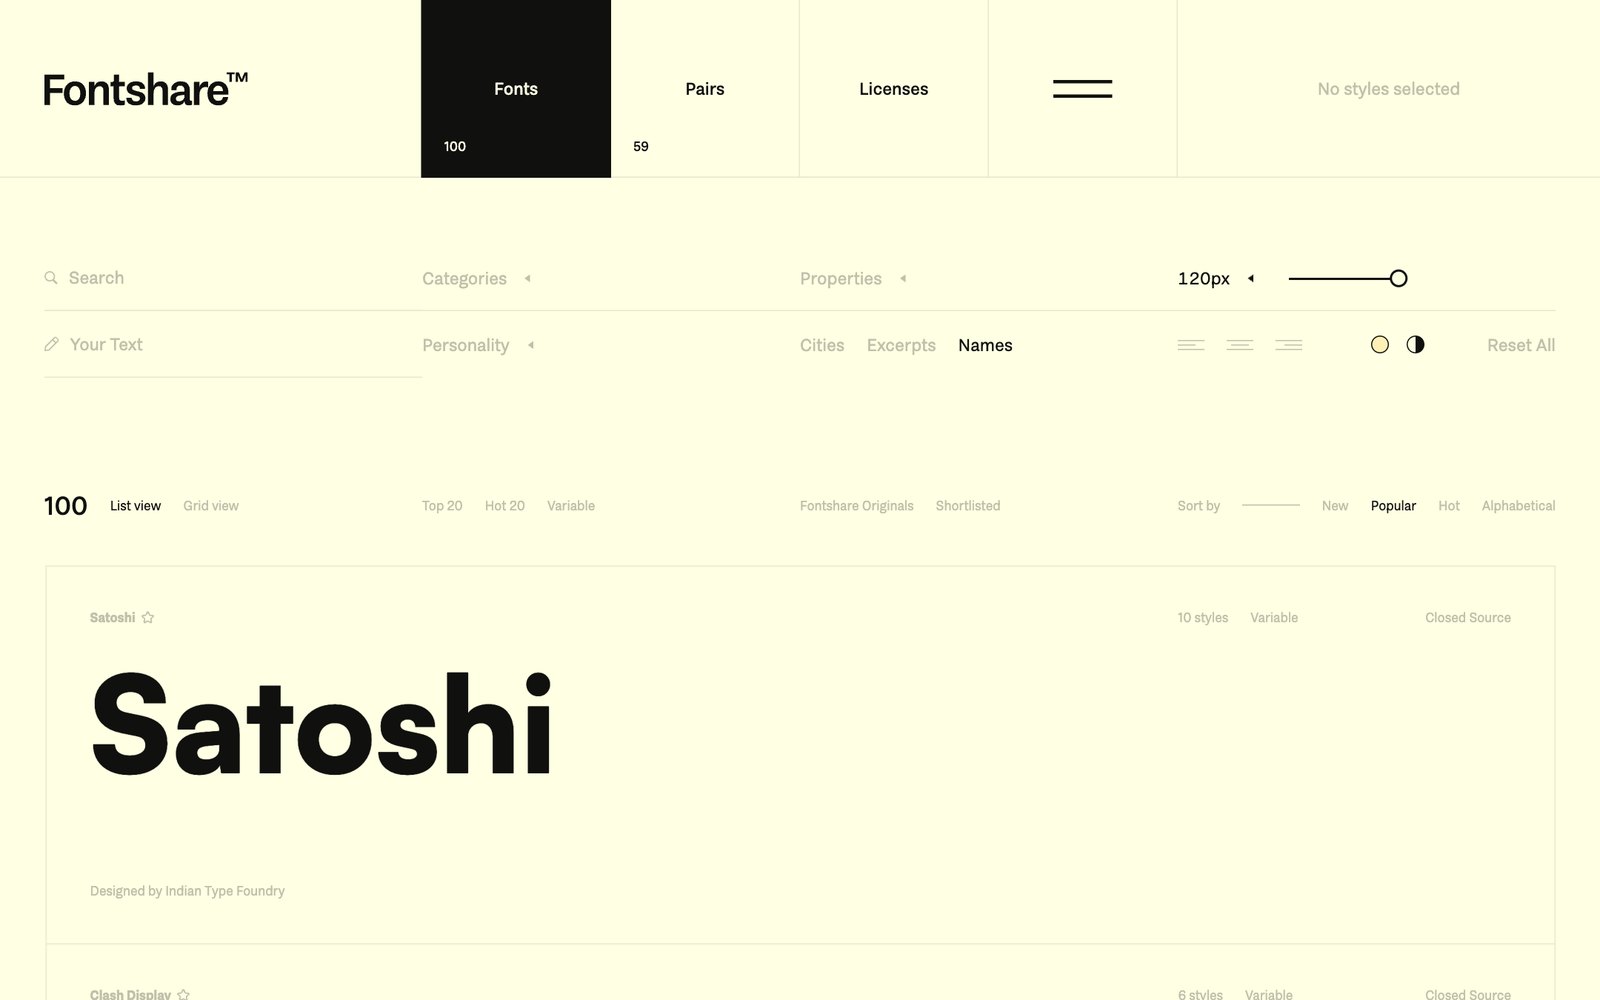 Fontshare™
Fonts
100
Pairs
59
Licenses
No styles selected
Search
Categories
Properties
120px
Your Text
Personality
Cities Excerpts Names
Reset All
100 List view Grid view
Top 20 Hot 20 Variable
Fontshare Originals Shortlisted
Sort by New Popular Hot Alphabetical
Satoshi
10 styles Variable Closed Source
Satoshi
Designed by Indian Type Foundry
Clash Display
6 styles Variable Closed Source